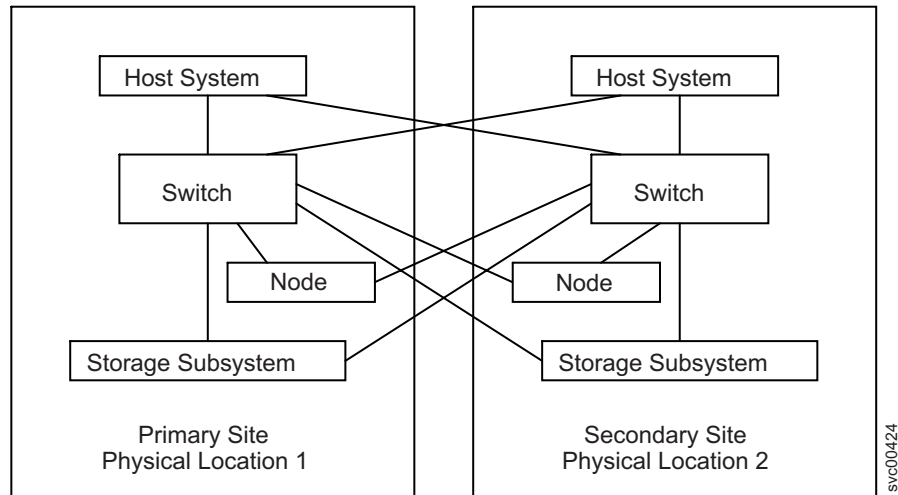 Host System
Switch
Node
Storage Subsystem
Primary Site
Physical Location 1
Host System
Switch
Node
Storage Subsystem
Secondary Site
Physical Location 2
svc00424